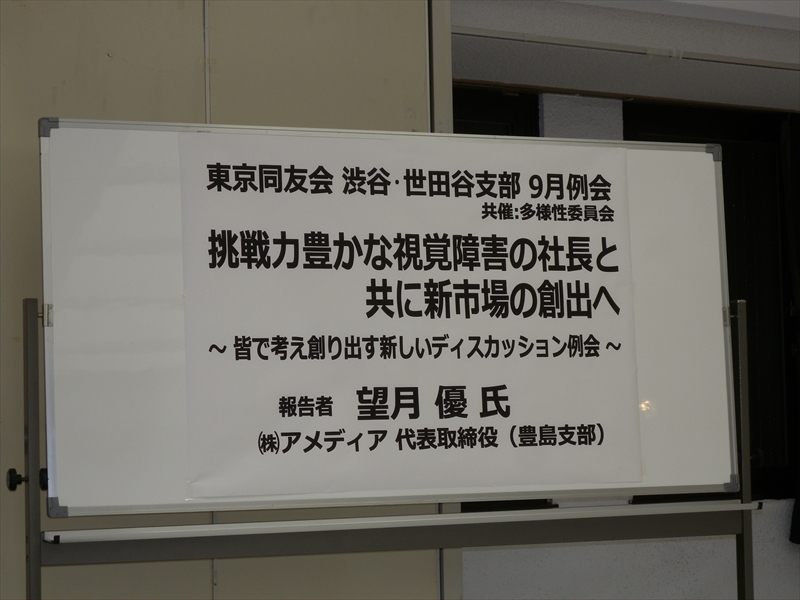 東京同友会 渋谷・世田谷支部 9月例会
共催:多様性委員会
挑戦力豊かな視覚障害の社長と
共に新市場の創出へ
～ 皆で考え創り出す新しいディスカッション例会 ～
報告者 望月 優 氏
㈱アメディア 代表取締役（豊島支部）